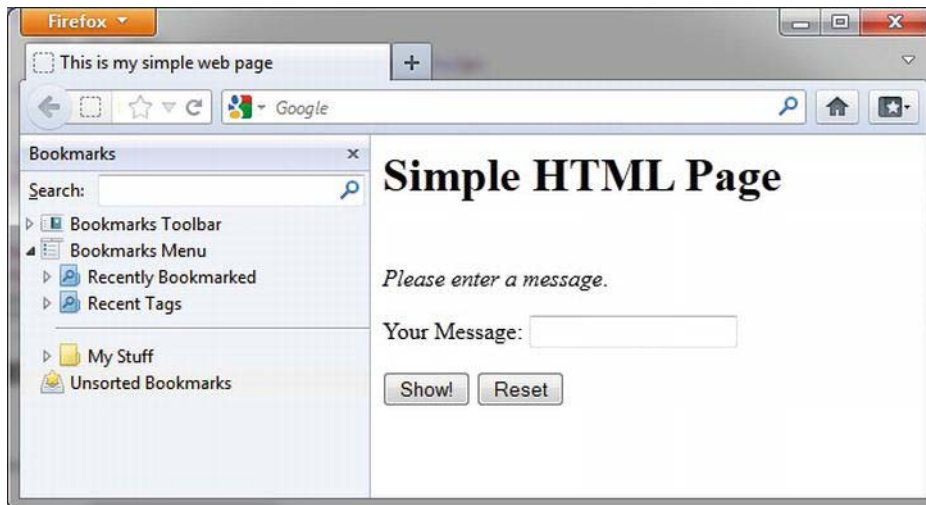 Firefox
This is my simple web page
Google
Bookmarks
Search:
Bookmarks Toolbar
Bookmarks Menu
Recently Bookmarked
Recent Tags
My Stuff
Unsorted Bookmarks
Simple HTML Page
Please enter a message.
Your Message:
Show! Reset